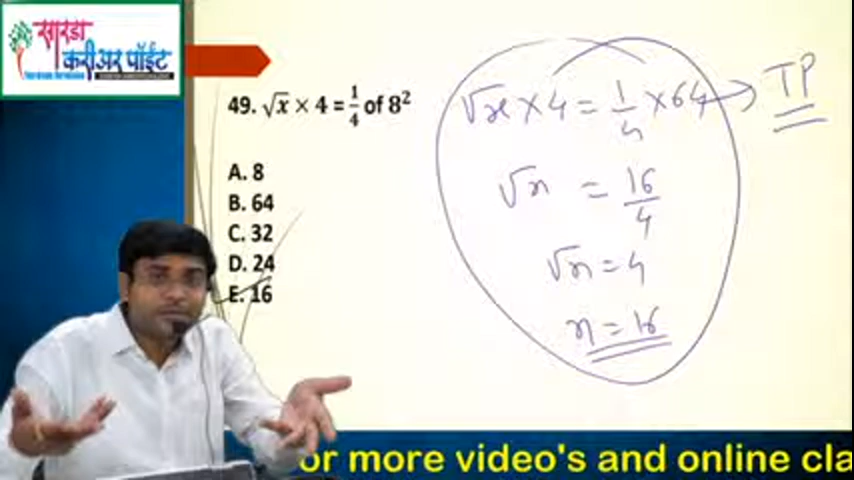 सारडा
करीअर पॉईंट
49. √x × 4 = 1/4 of 8²
A. 8
B. 64
C. 32
D. 24
E. 16
√x × 4 = 1/4 × 64 → TP
√x = 16/4
√x = 4
x = 16
or more video's and online cla